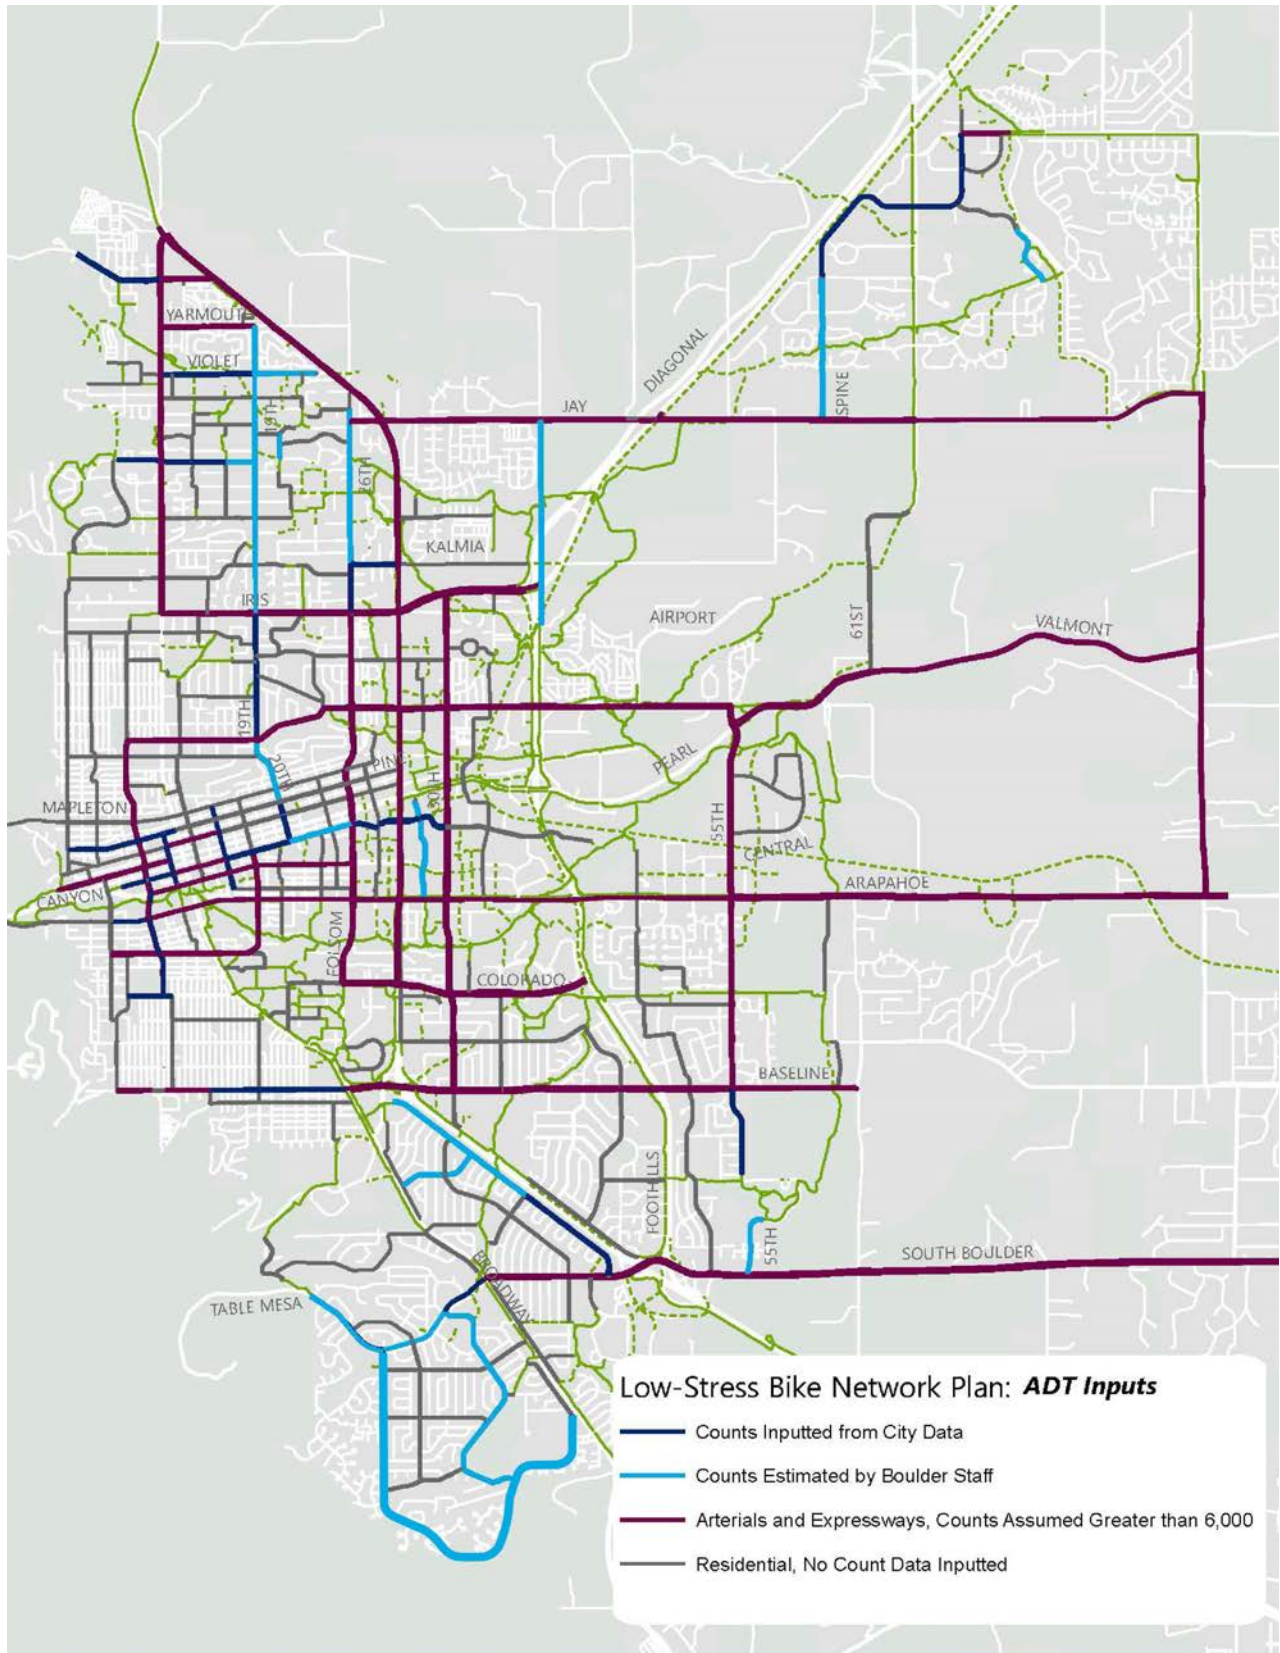 YARMOUTH
VIOLET
DIAGONAL
19TH
SPINE
JAY
26TH
KALMIA
IRIS
AIRPORT
61ST
VALMONT
19TH
PEARL
20TH
PINE
30TH
MAPLETON
55TH
CENTRAL
ARAPAHOE
CANYON
FOLSOM
COLORADO
BASELINE
FOOTHILLS
55TH
SOUTH BOULDER
BROADWAY
TABLE MESA
Low-Stress Bike Network Plan: ADT Inputs
Counts Inputted from City Data
Counts Estimated by Boulder Staff
Arterials and Expressways, Counts Assumed Greater than 6,000
Residential, No Count Data Inputted